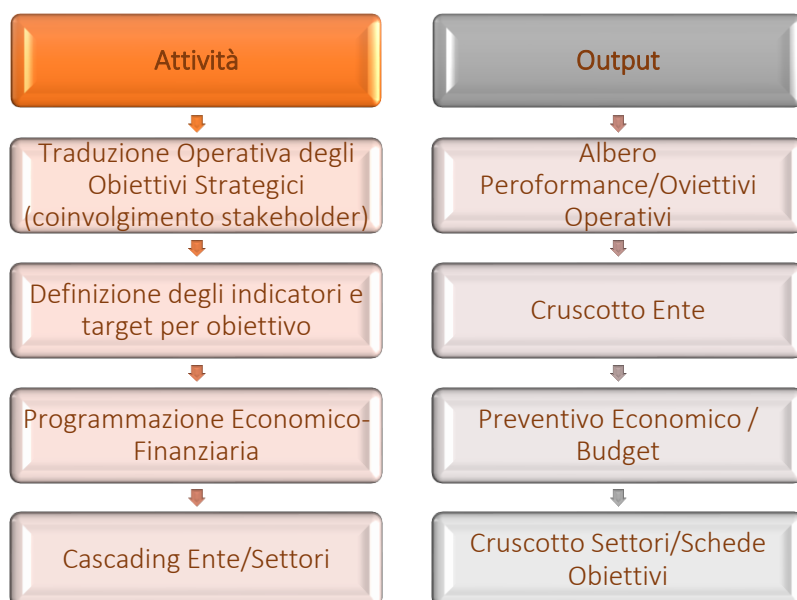 Attività
Traduzione Operativa degli
Obiettivi Strategici
(coinvolgimento stakeholder)
Definizione degli indicatori e
target per obiettivo
Programmazione Economico-
Finanziaria
Cascading Ente/Settori
Output
Albero
Peroformance/Oviettivi
Operativi
Cruscotto Ente
Preventivo Economico /
Budget
Cruscotto Settori/Schede
Obiettivi